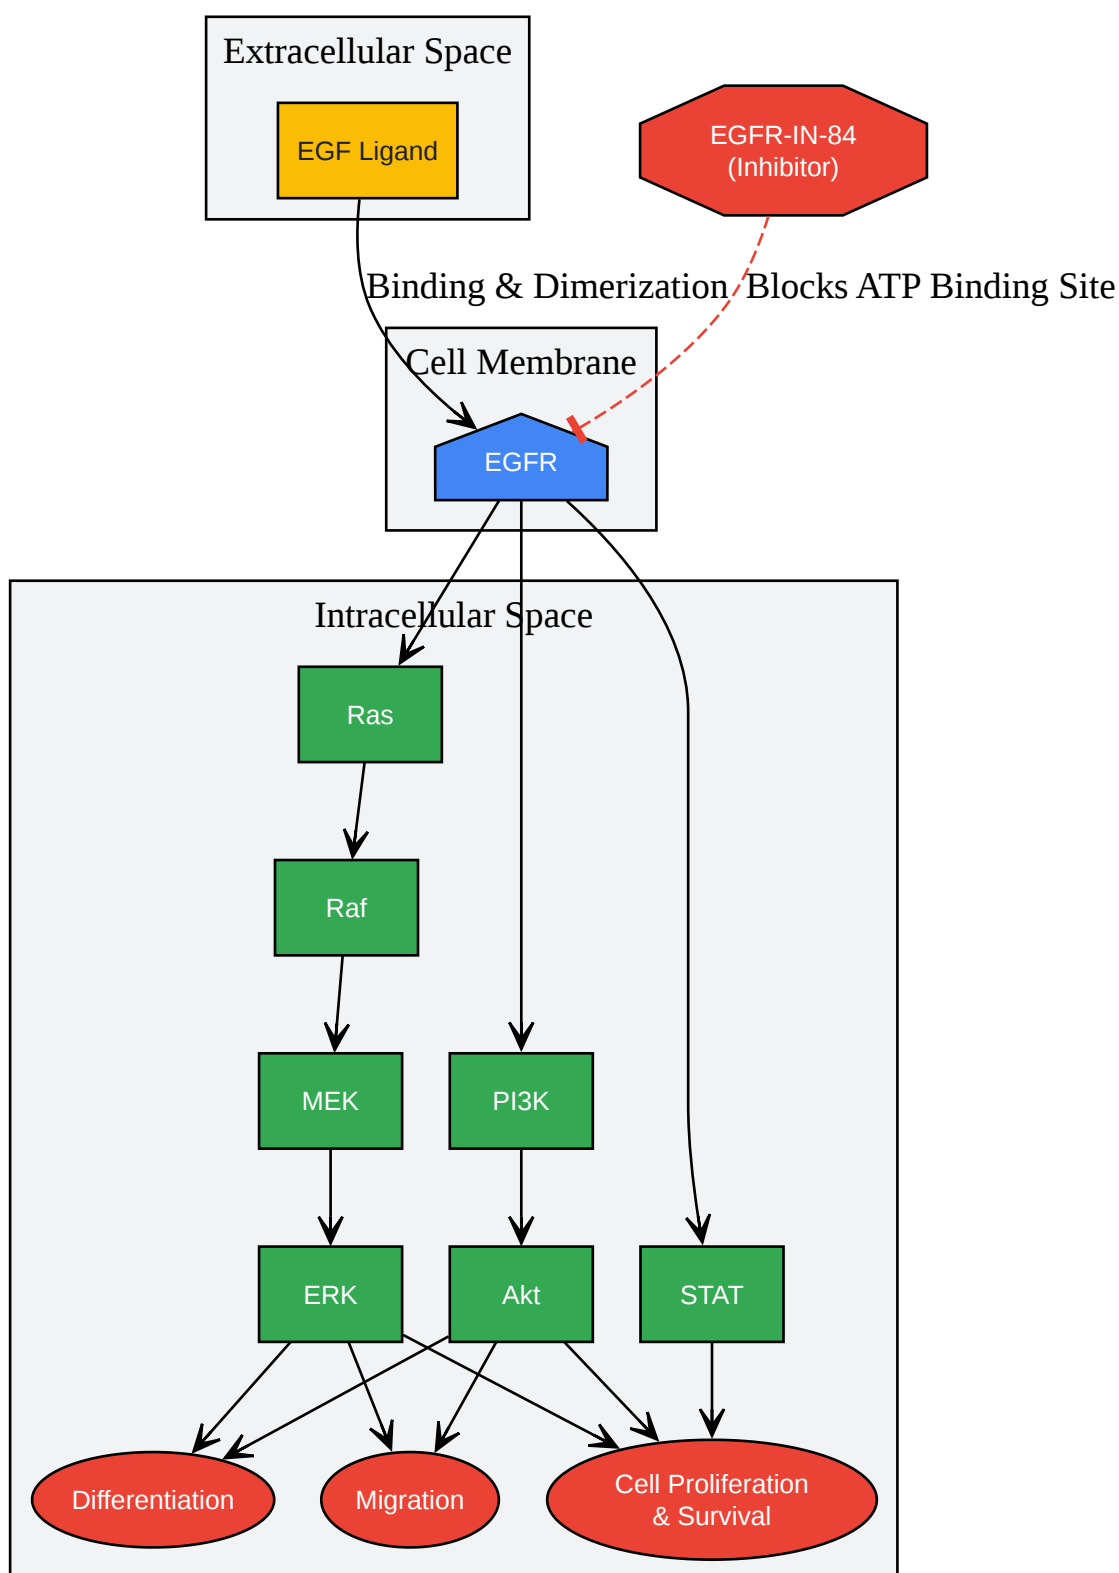 Extracellular Space
EGF Ligand
EGFR-IN-84
(Inhibitor)
Binding & Dimerization
Blocks ATP Binding Site
Cell Membrane
EGFR
Intracellular Space
Ras
Raf
MEK
PI3K
ERK
Akt
STAT
Differentiation
Migration
Cell Proliferation
& Survival